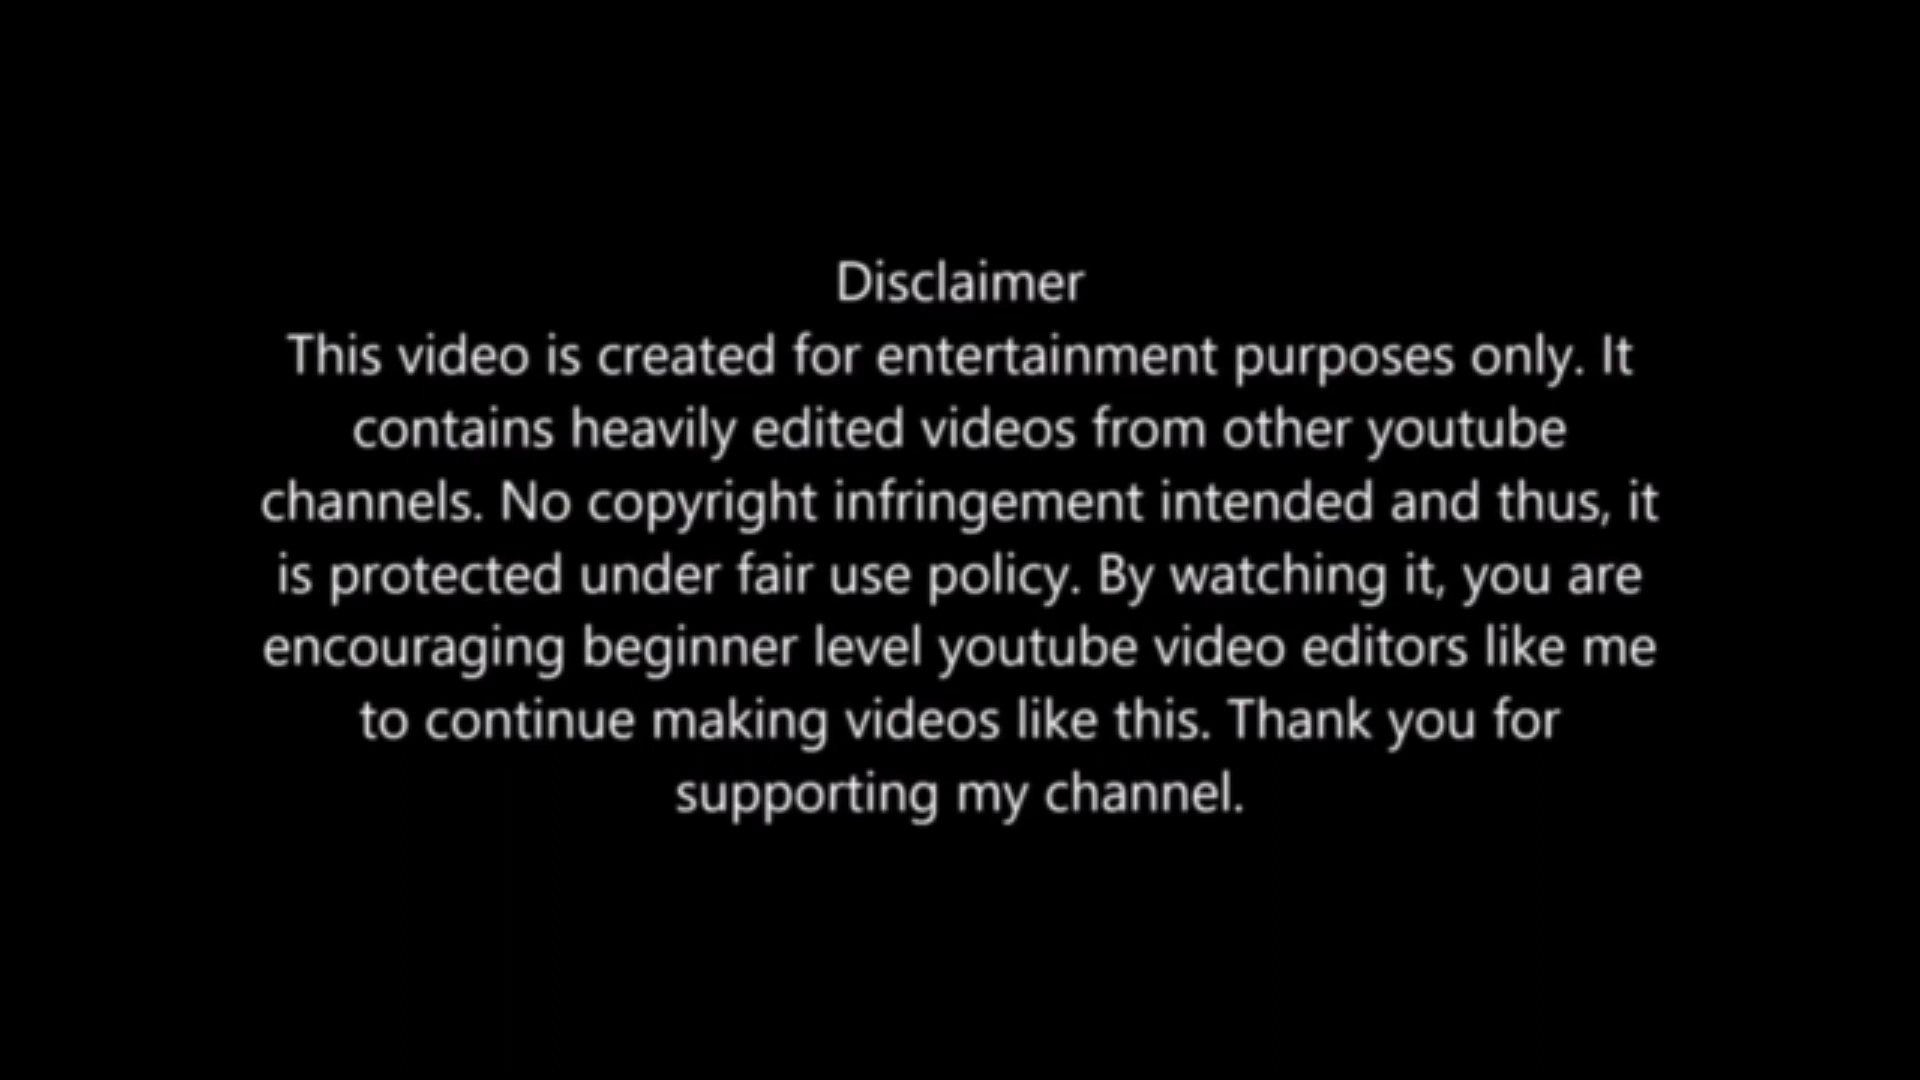 Disclaimer
This video is created for entertainment purposes only. It
contains heavily edited videos from other youtube
channels. No copyright infringement intended and thus, it
is protected under fair use policy. By watching it, you are
encouraging beginner level youtube video editors like me
to continue making videos like this. Thank you for
supporting my channel.